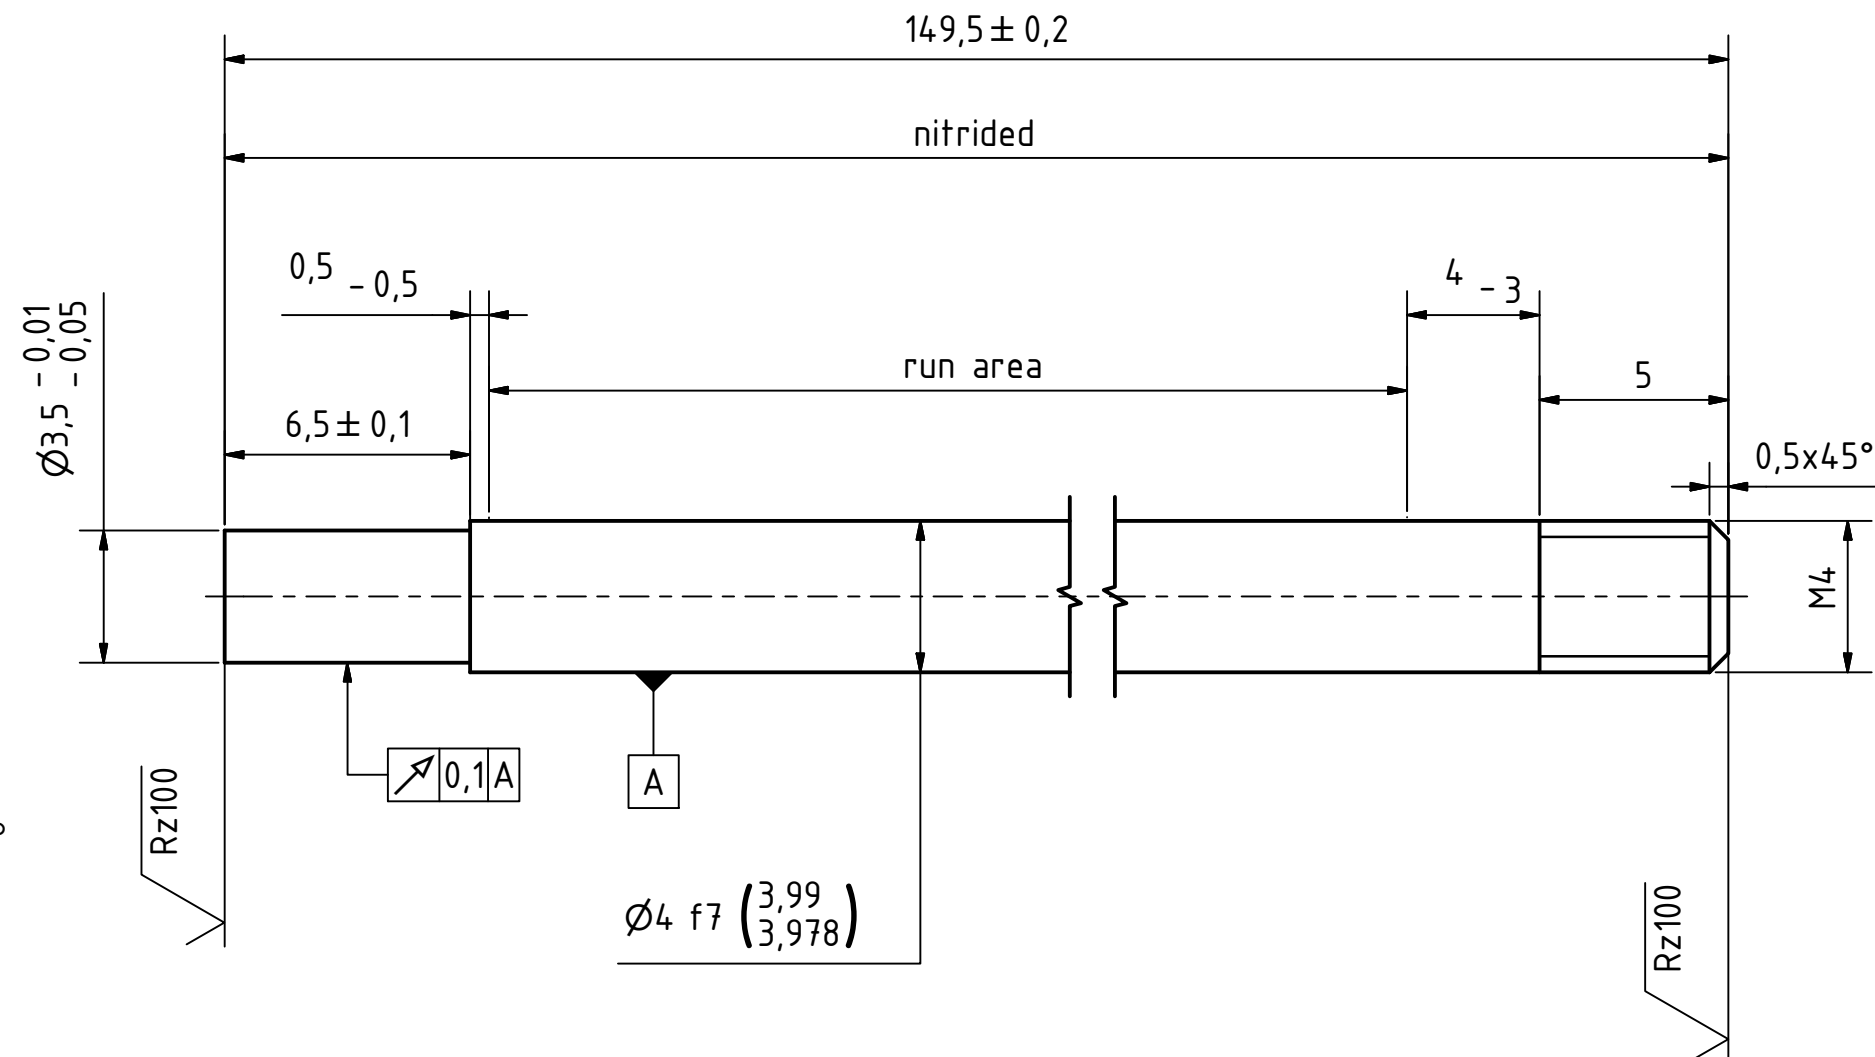 149,5± 0,2
nitrided
0,5 - 0,5
4 - 3
Ø3,5 - 0,01
- 0,05
run area
5
6,5± 0,1
0,5x45°
M4
0,1 A
A
Rz100
Ø4 f7 (3,99
3,978)
Rz100